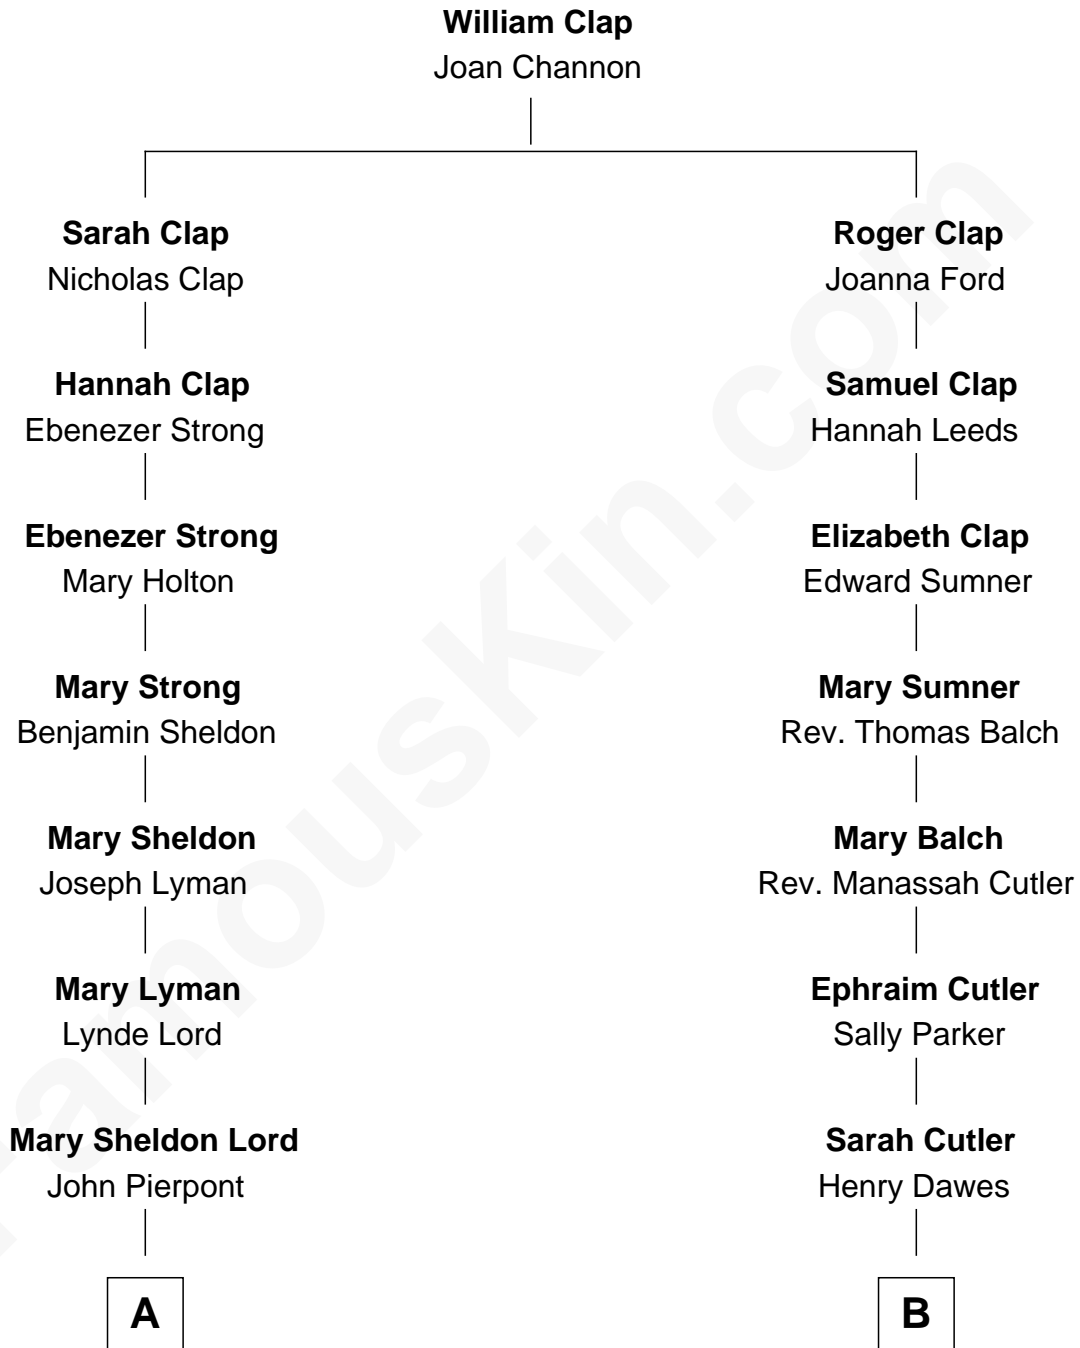 William Clap
Joan Channon
Sarah Clap
Nicholas Clap
Roger Clap
Joanna Ford
Hannah Clap
Ebenezer Strong
Samuel Clap
Hannah Leeds
Ebenezer Strong
Mary Holton
Elizabeth Clap
Edward Sumner
Mary Strong
Benjamin Sheldon
Mary Sumner
Rev. Thomas Balch
Mary Sheldon
Joseph Lyman
Mary Balch
Rev. Manassah Cutler
Mary Lyman
Lynde Lord
Ephraim Cutler
Sally Parker
Mary Sheldon Lord
John Pierpont
Sarah Cutler
Henry Dawes
A
B
FamousKin.com